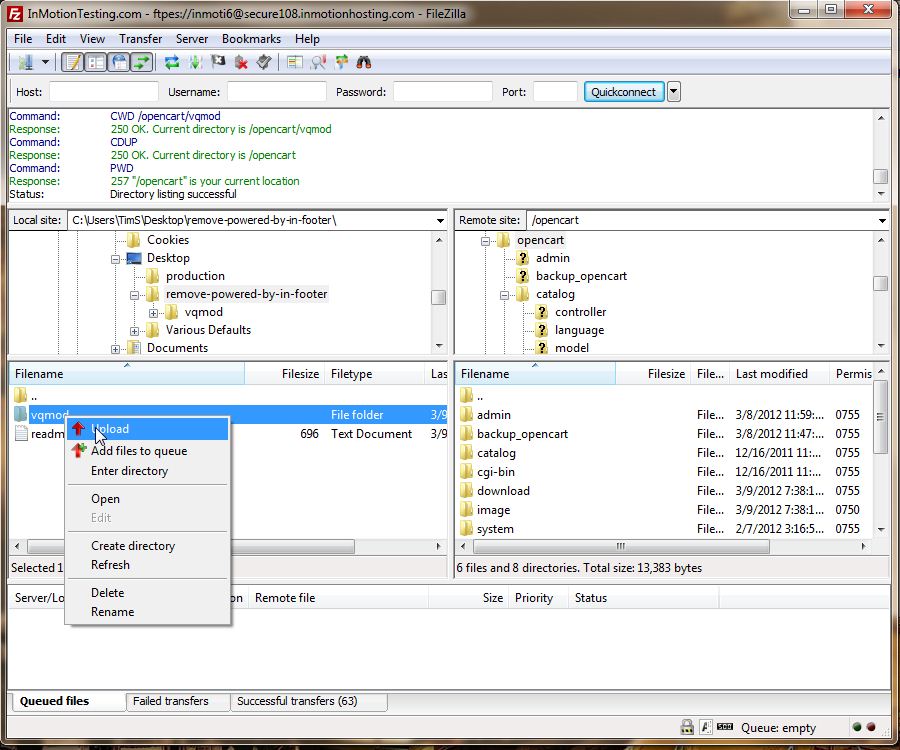 InMotionTesting.com - ftpes://inmoti6@secure108.inmotionhosting.com - FileZilla
File Edit View Transfer Server Bookmarks Help
Host: Username: Password: Port: Quickconnect
Command: CWD /opencart/vqmod
Response: 250 OK. Current directory is /opencart/vqmod
Command: CDUP
Response: 250 OK. Current directory is /opencart
Command: PWD
Response: 257 "/opencart" is your current location
Status: Directory listing successful
Local site: C:\Users\TimS\Desktop\remove-powered-by-in-footer\
Cookies
Desktop
production
remove-powered-by-in-footer
vqmod
Various Defaults
Documents
Remote site: /opencart
opencart
admin
backup_opencart
catalog
controller
language
model
Filename Filesize Filetype Las
..
vqmod File folder 3/9
readm 696 Text Document 3/9
Upload
Add files to queue
Enter directory
Open
Edit
Create directory
Refresh
Delete
Rename
Selected 1
Filename Filesize File... Last modified Permis
..
admin File... 3/8/2012 11:59:... 0755
backup_opencart File... 3/8/2012 11:47:... 0755
catalog File... 12/16/2011 11:... 0755
cgi-bin File... 12/16/2011 11:... 0755
download File... 3/9/2012 7:38:1... 0755
image File... 3/9/2012 7:38:1... 0750
system File... 2/7/2012 3:16:5... 0755
6 files and 8 directories. Total size: 13,383 bytes
Server/Lo on Remote file Size Priority Status
Queued files Failed transfers Successful transfers (63)
Queue: empty